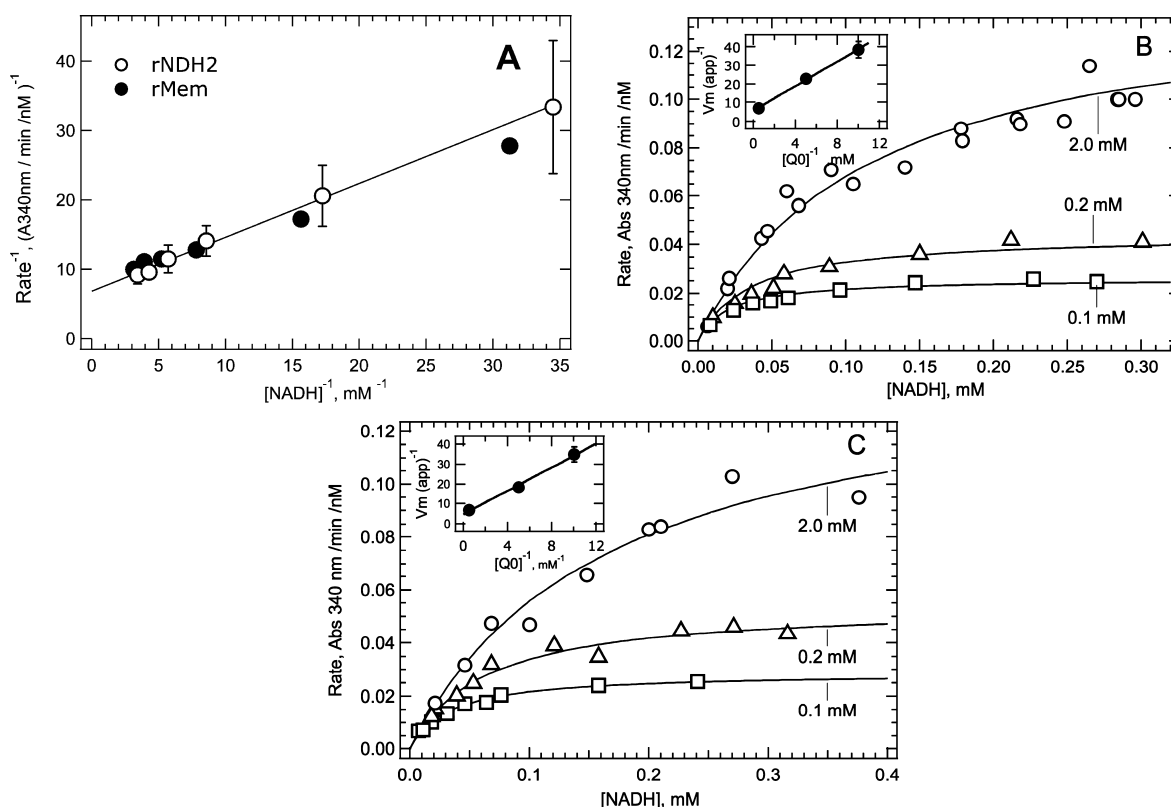 A
rNDH2
rMem
Rate-1, (A340nm / min / nM )-1
40
30
20
10
0
0 5 10 15 20 25 30 35
[NADH]-1, mM -1
B
Rate, Abs 340nm /min /nM
0.12
0.10
0.08
0.06
0.04
0.02
0.00
0.00 0.05 0.10 0.15 0.20 0.25 0.30
[NADH], mM
2.0 mM
0.2 mM
0.1 mM
Vm (app)-1
40
30
20
10
0
0 4 8 12
[Q0]-1 mM
C
Rate, Abs 340 nm /min /nM
0.12
0.10
0.08
0.06
0.04
0.02
0.00
0.0 0.1 0.2 0.3 0.4
[NADH], mM
2.0 mM
0.2 mM
0.1 mM
Vm (app)-1
40
30
20
10
0
0 4 8 12
[Q0]-1, mM-1